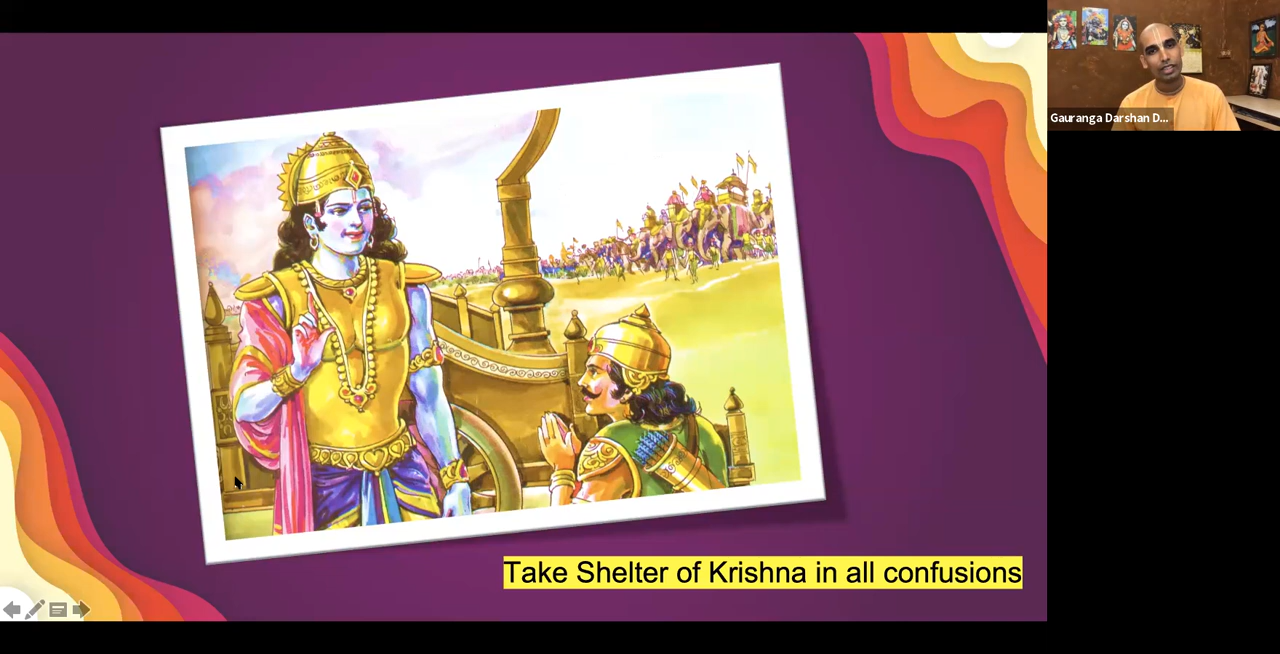 Gauranga Darshan D...
Take Shelter of Krishna in all confusions